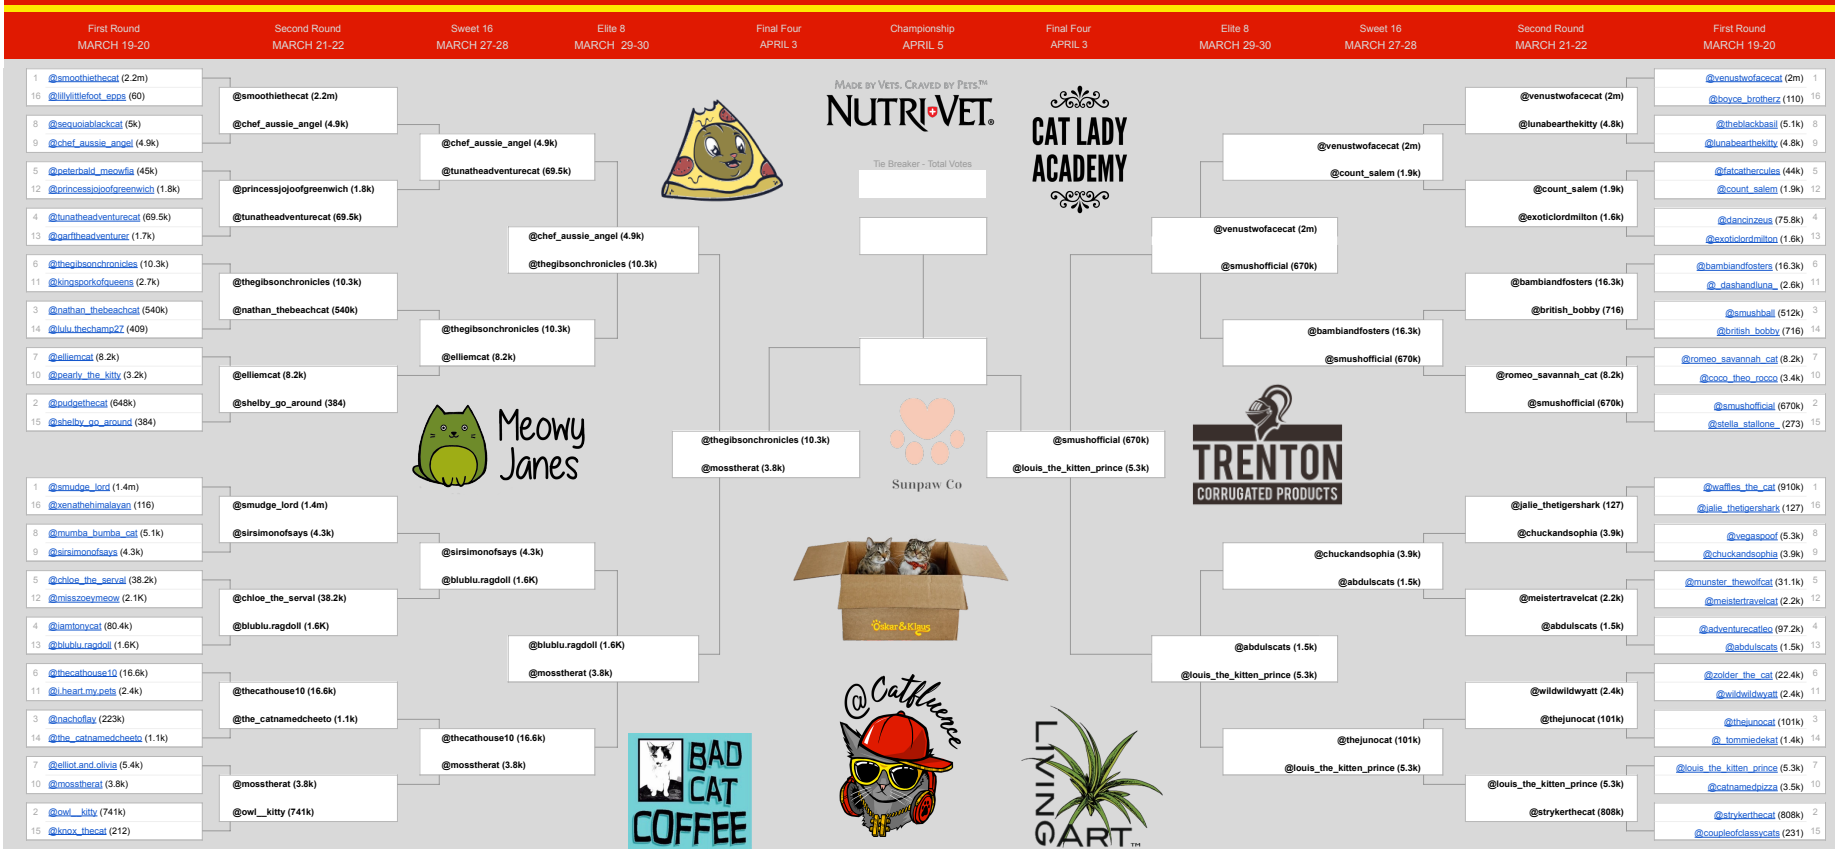 First Round
MARCH 19-20
Second Round
MARCH 21-22
Sweet 16
MARCH 27-28
Elite 8
MARCH 29-30
Final Four
APRIL 3
Championship
APRIL 5
Final Four
APRIL 3
Elite 8
MARCH 29-30
Sweet 16
MARCH 27-28
Second Round
MARCH 21-22
First Round
MARCH 19-20
1 @smoothiethecat (2.2m)
16 @lillylittlefoot_epps (60)
8 @sequoiablackcat (5k)
9 @chef_aussie_angel (4.9k)
5 @peterbald_meowfia (45k)
12 @princessjojoofgreenwich (1.8k)
4 @tunatheadventurecat (69.5k)
13 @garftheadventurer (1.7k)
6 @thegibsonchronicles (10.3k)
11 @kingsporkofqueens (2.7k)
3 @nathan_thebeachcat (540k)
14 @lulu.thechamp27 (409)
7 @elliemcat (8.2k)
10 @pearly_the_kitty (3.2k)
2 @pudgethecat (648k)
15 @shelby_go_around (384)
1 @smudge_lord (1.4m)
16 @xenathehimalayan (116)
8 @mumba_bumba_cat (5.1k)
9 @sirsimonofsays (4.3k)
5 @chloe_the_serval (38.2k)
12 @misszoeymeow (2.1K)
4 @iamtonycat (80.4k)
13 @blublu.ragdoll (1.6K)
6 @thecathouse10 (16.6k)
11 @i.heart.my.pets (2.4k)
3 @nachoflay (223k)
14 @the_catnamedcheeto (1.1k)
7 @elliot.and.olivia (5.4k)
10 @mosstherat (3.8k)
2 @owl__kitty (741k)
15 @knox_thecat (212)
@smoothiethecat (2.2m)
@chef_aussie_angel (4.9k)
@princessjojoofgreenwich (1.8k)
@tunatheadventurecat (69.5k)
@thegibsonchronicles (10.3k)
@nathan_thebeachcat (540k)
@elliemcat (8.2k)
@shelby_go_around (384)
@smudge_lord (1.4m)
@sirsimonofsays (4.3k)
@chloe_the_serval (38.2k)
@blublu.ragdoll (1.6K)
@thecathouse10 (16.6k)
@the_catnamedcheeto (1.1k)
@mosstherat (3.8k)
@owl__kitty (741k)
@chef_aussie_angel (4.9k)
@tunatheadventurecat (69.5k)
@thegibsonchronicles (10.3k)
@elliemcat (8.2k)
@sirsimonofsays (4.3k)
@blublu.ragdoll (1.6K)
@thecathouse10 (16.6k)
@mosstherat (3.8k)
@chef_aussie_angel (4.9k)
@thegibsonchronicles (10.3k)
@blublu.ragdoll (1.6K)
@mosstherat (3.8k)
@thegibsonchronicles (10.3k)
@mosstherat (3.8k)
Meowy
Janes
BAD
CAT
COFFEE
MADE BY VETS. CRAVED BY PETS.™
NUTRI-VET®
Tie Breaker - Total Votes
Sunpaw Co
Oskar & Klaus
@Catfluence
CAT LADY
ACADEMY
TRENTON
CORRUGATED PRODUCTS
LIVING
ART™
@smushofficial (670k)
@louis_the_kitten_prince (5.3k)
@venustwofacecat (2m)
@smushofficial (670k)
@abdulscats (1.5k)
@louis_the_kitten_prince (5.3k)
@venustwofacecat (2m)
@count_salem (1.9k)
@bambiandfosters (16.3k)
@smushofficial (670k)
@chuckandsophia (3.9k)
@abdulscats (1.5k)
@thejunocat (101k)
@louis_the_kitten_prince (5.3k)
@venustwofacecat (2m)
@lunabearthekitty (4.8k)
@count_salem (1.9k)
@exoticlordmilton (1.6k)
@bambiandfosters (16.3k)
@british_bobby (716)
@romeo_savannah_cat (8.2k)
@smushofficial (670k)
@jalie_thetigershark (127)
@chuckandsophia (3.9k)
@meistertravelcat (2.2k)
@abdulscats (1.5k)
@wildwildwyatt (2.4k)
@thejunocat (101k)
@louis_the_kitten_prince (5.3k)
@strykerthecat (808k)
@venustwofacecat (2m) 1
@boyce_brotherz (110) 16
@theblackbasil (5.1k) 8
@lunabearthekitty (4.8k) 9
@fatcathercules (44k) 5
@count_salem (1.9k) 12
@dancinzeus (75.8k) 4
@exoticlordmilton (1.6k) 13
@bambiandfosters (16.3k) 6
@_dashandluna_ (2.6k) 11
@smushball (512k) 3
@british_bobby (716) 14
@romeo_savannah_cat (8.2k) 7
@coco_theo_rocco (3.4k) 10
@smushofficial (670k) 2
@stella_stallone_ (273) 15
@waffles_the_cat (910k) 1
@jalie_thetigershark (127) 16
@vegaspoof (5.3k) 8
@chuckandsophia (3.9k) 9
@munster_thewolfcat (31.1k) 5
@meistertravelcat (2.2k) 12
@adventurecatleo (97.2k) 4
@abdulscats (1.5k) 13
@zolder_the_cat (22.4k) 6
@wildwildwyatt (2.4k) 11
@thejunocat (101k) 3
@_tommiedekat (1.4k) 14
@louis_the_kitten_prince (5.3k) 7
@catnamedpizza (3.5k) 10
@strykerthecat (808k) 2
@coupleofclassycats (231) 15